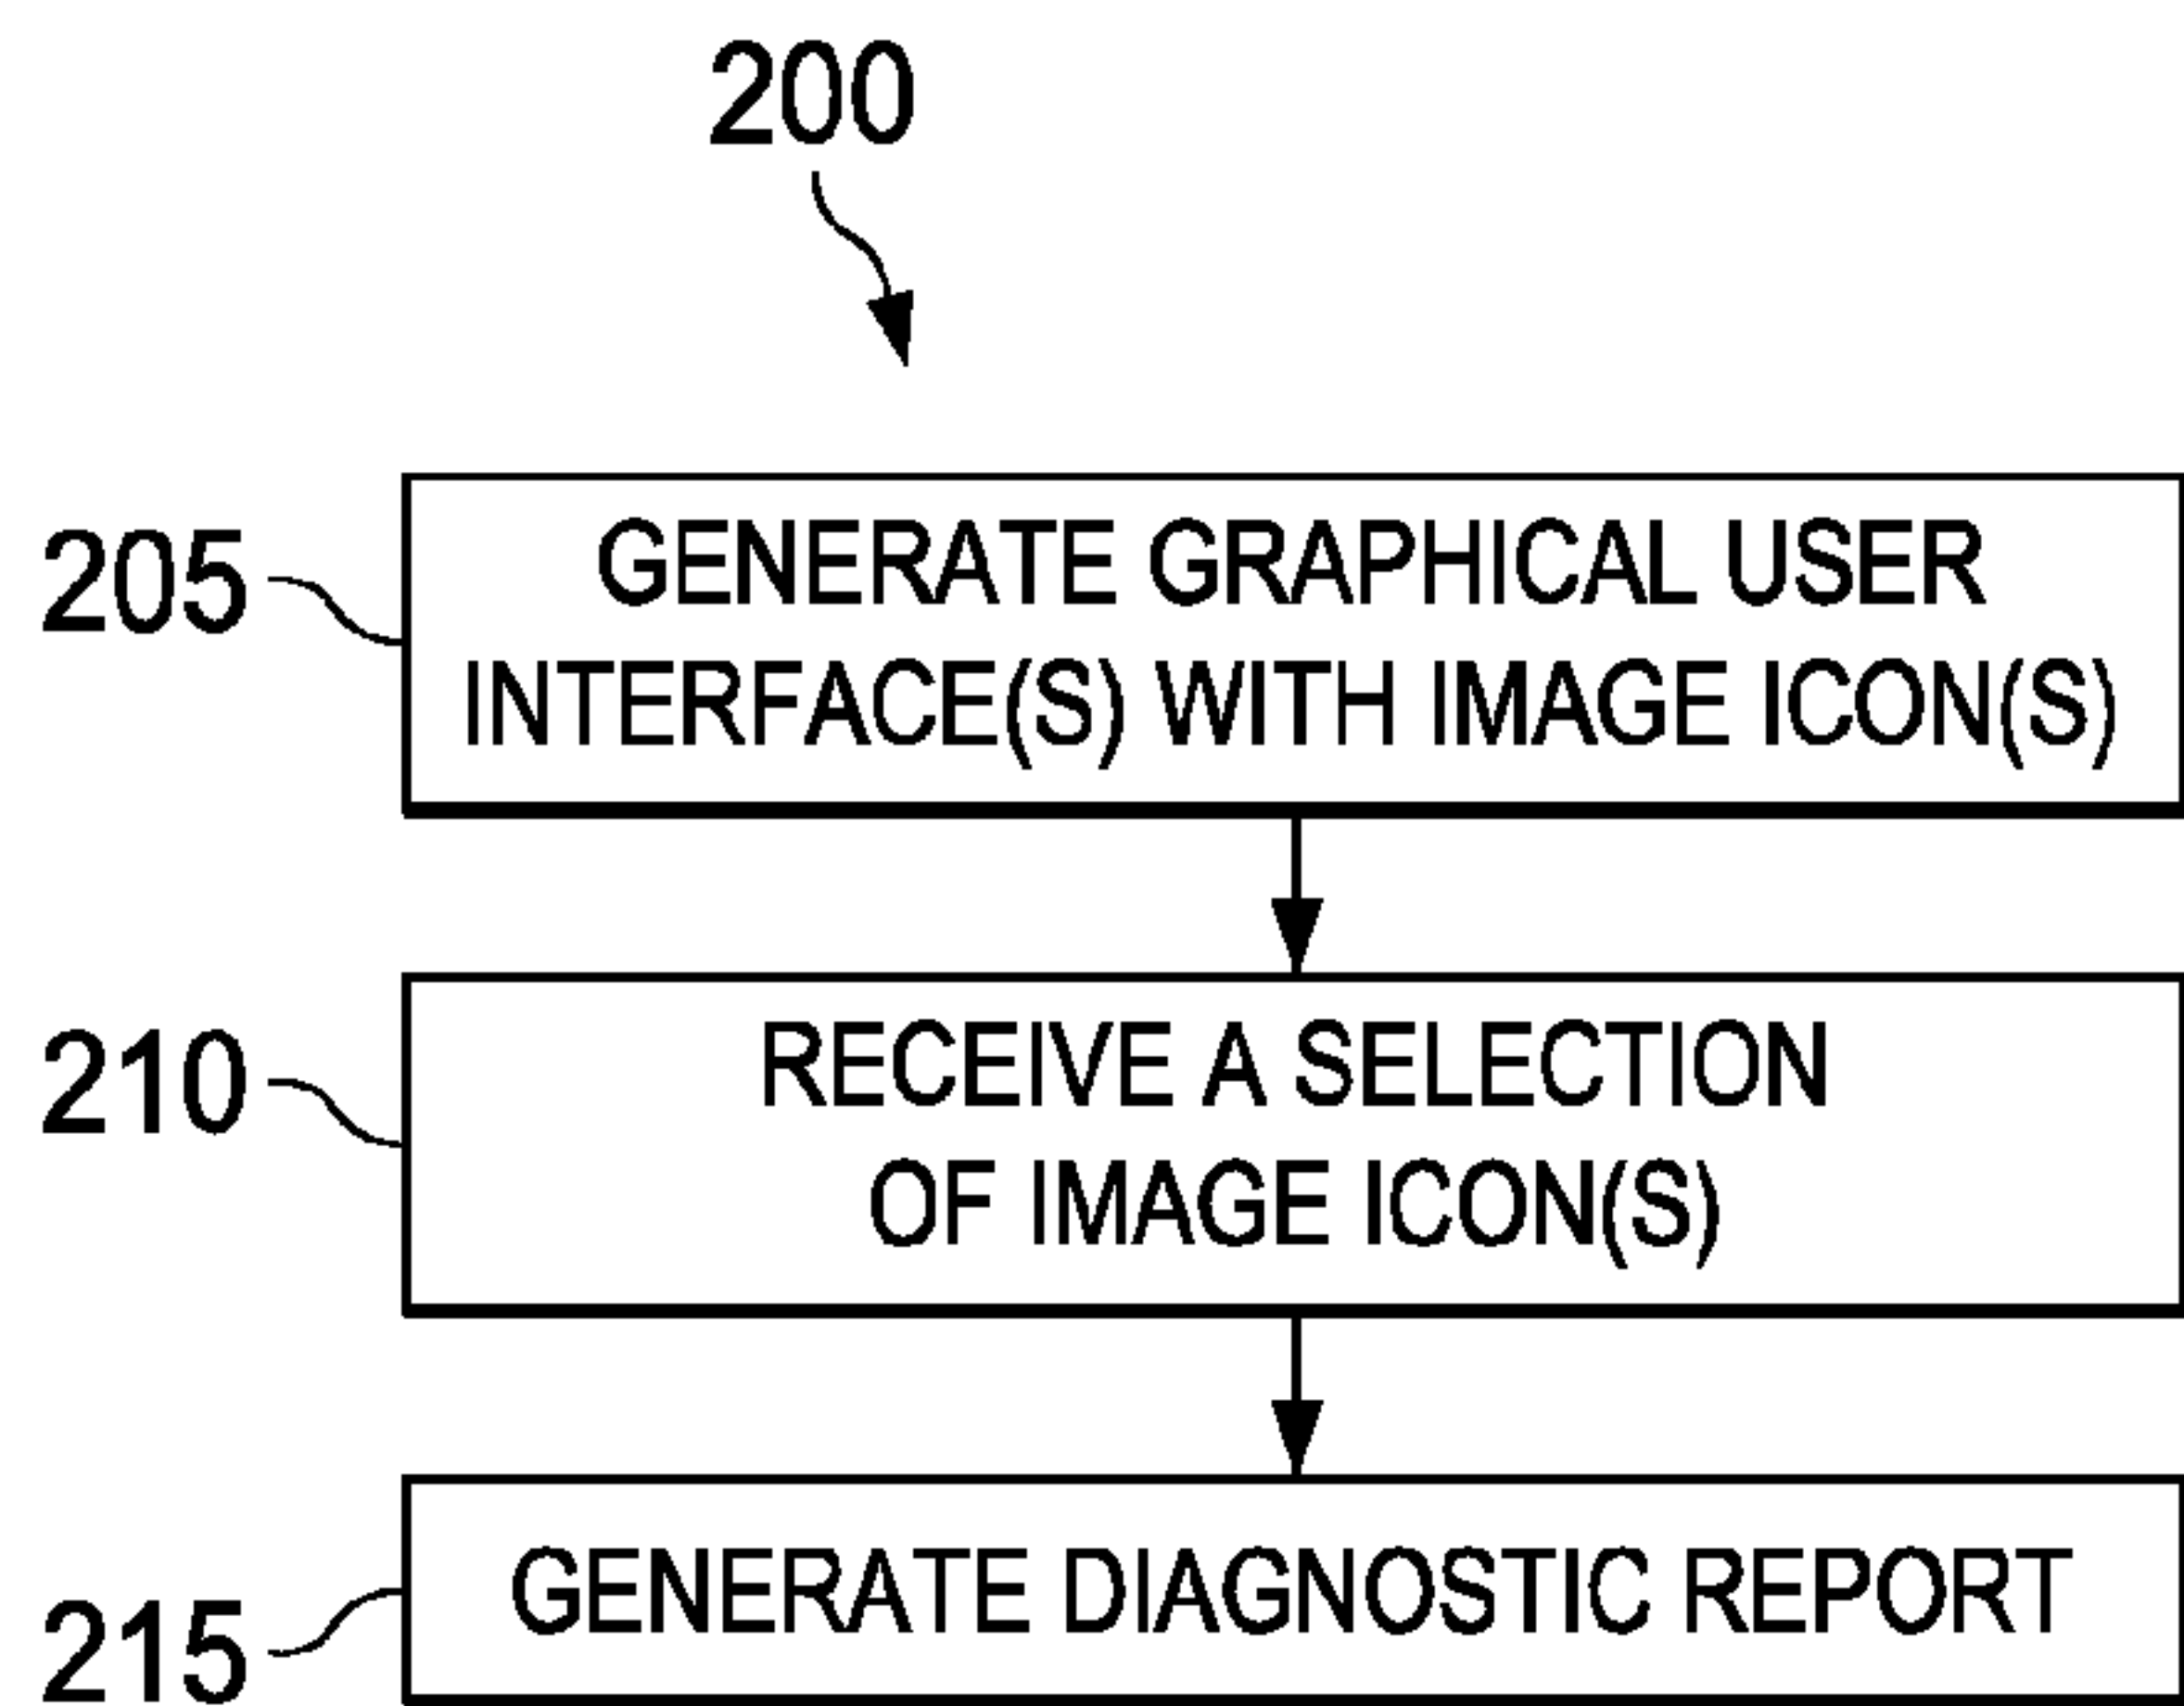 200
205
GENERATE GRAPHICAL USER
INTERFACE(S) WITH IMAGE ICON(S)
210
RECEIVE A SELECTION
OF IMAGE ICON(S)
215
GENERATE DIAGNOSTIC REPORT